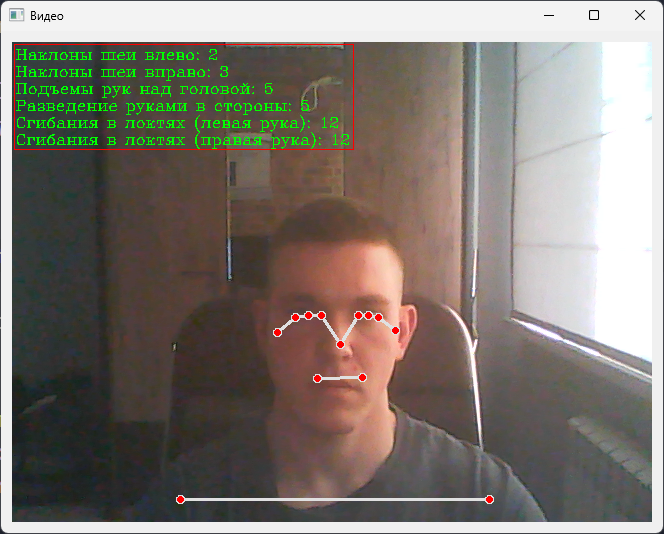 Видео
Наклоны шеи влево: 2
Наклоны шеи вправо: 3
Подъемы рук над головой: 5
Разведение руками в стороны: 5
Сгибания в локтях (левая рука): 12
Сгибания в локтях (правая рука): 12